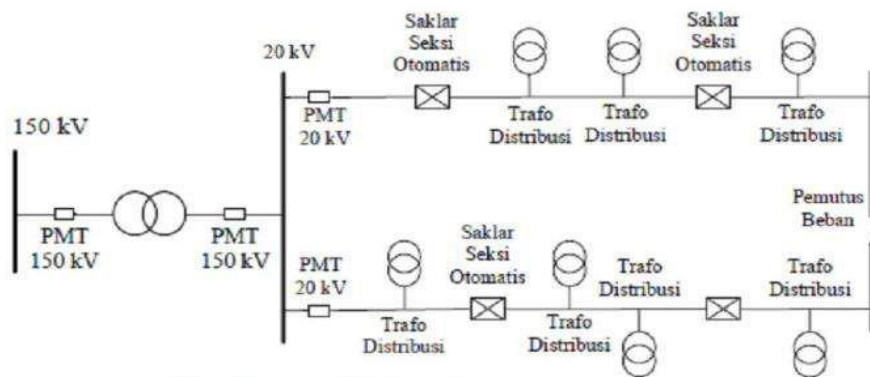 Saklar
Seksi
Otomatis
Saklar
Seksi
Otomatis
20 kV
PMT
20 kV
Trafo
Distribusi
Trafo
Distribusi
Trafo
Distribusi
150 kV
PMT
150 kV
PMT
150 kV
Pemutus
Beban
PMT
20 kV
Saklar
Seksi
Otomatis
Trafo
Distribusi
Trafo
Distribusi
Trafo
Distribusi
Trafo
Distribusi